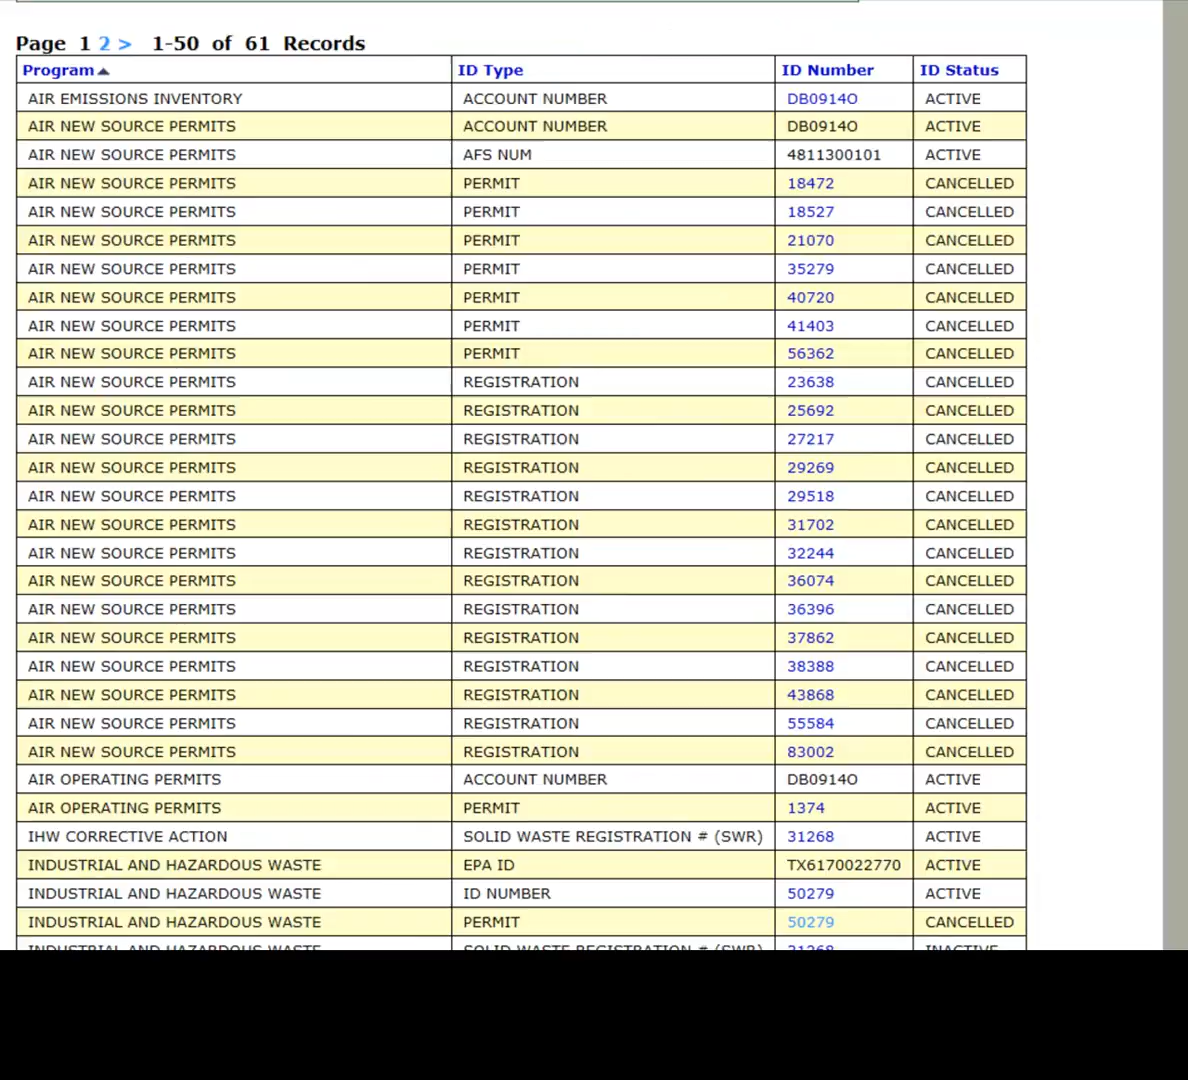 Page 1 2 > 1-50 of 61 Records
Program ID Type ID Number ID Status
AIR EMISSIONS INVENTORY ACCOUNT NUMBER DB0914O ACTIVE
AIR NEW SOURCE PERMITS ACCOUNT NUMBER DB0914O ACTIVE
AIR NEW SOURCE PERMITS AFS NUM 4811300101 ACTIVE
AIR NEW SOURCE PERMITS PERMIT 18472 CANCELLED
AIR NEW SOURCE PERMITS PERMIT 18527 CANCELLED
AIR NEW SOURCE PERMITS PERMIT 21070 CANCELLED
AIR NEW SOURCE PERMITS PERMIT 35279 CANCELLED
AIR NEW SOURCE PERMITS PERMIT 40720 CANCELLED
AIR NEW SOURCE PERMITS PERMIT 41403 CANCELLED
AIR NEW SOURCE PERMITS PERMIT 56362 CANCELLED
AIR NEW SOURCE PERMITS REGISTRATION 23638 CANCELLED
AIR NEW SOURCE PERMITS REGISTRATION 25692 CANCELLED
AIR NEW SOURCE PERMITS REGISTRATION 27217 CANCELLED
AIR NEW SOURCE PERMITS REGISTRATION 29269 CANCELLED
AIR NEW SOURCE PERMITS REGISTRATION 29518 CANCELLED
AIR NEW SOURCE PERMITS REGISTRATION 31702 CANCELLED
AIR NEW SOURCE PERMITS REGISTRATION 32244 CANCELLED
AIR NEW SOURCE PERMITS REGISTRATION 36074 CANCELLED
AIR NEW SOURCE PERMITS REGISTRATION 36396 CANCELLED
AIR NEW SOURCE PERMITS REGISTRATION 37862 CANCELLED
AIR NEW SOURCE PERMITS REGISTRATION 38388 CANCELLED
AIR NEW SOURCE PERMITS REGISTRATION 43868 CANCELLED
AIR NEW SOURCE PERMITS REGISTRATION 55584 CANCELLED
AIR NEW SOURCE PERMITS REGISTRATION 83002 CANCELLED
AIR OPERATING PERMITS ACCOUNT NUMBER DB0914O ACTIVE
AIR OPERATING PERMITS PERMIT 1374 ACTIVE
IHW CORRECTIVE ACTION SOLID WASTE REGISTRATION # (SWR) 31268 ACTIVE
INDUSTRIAL AND HAZARDOUS WASTE EPA ID TX6170022770 ACTIVE
INDUSTRIAL AND HAZARDOUS WASTE ID NUMBER 50279 ACTIVE
INDUSTRIAL AND HAZARDOUS WASTE PERMIT 50279 CANCELLED
INDUSTRIAL AND HAZARDOUS WASTE SOLID WASTE REGISTRATION # (SWR) 31268 INACTIVE